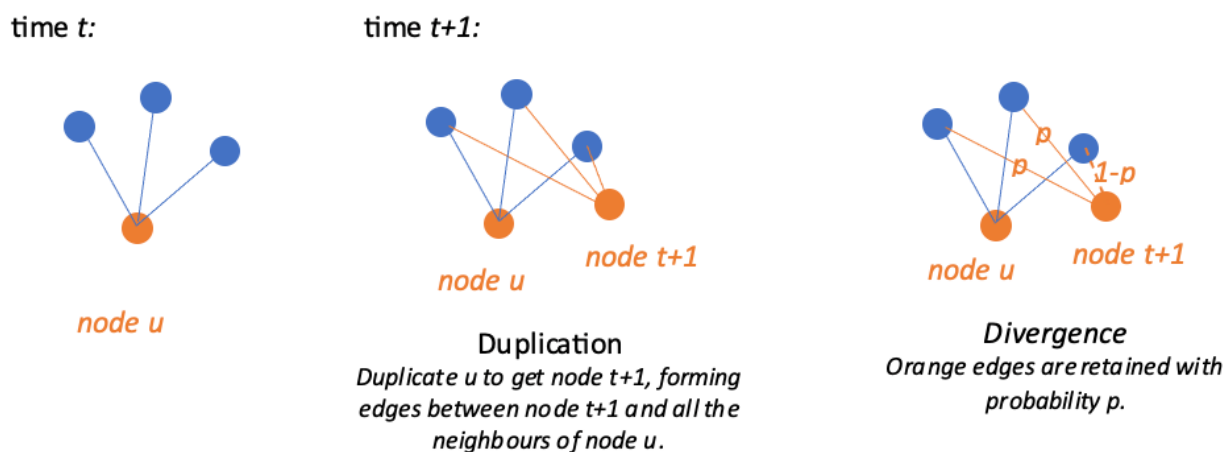 time t:
time t+1:
p
p
1-p
node u
node u
node t+1
node t+1
Duplication
Duplicate u to get node t+1, forming
edges between node t+1 and all the
neighbours of node u.
Divergence
Orange edges are retained with
probability p.